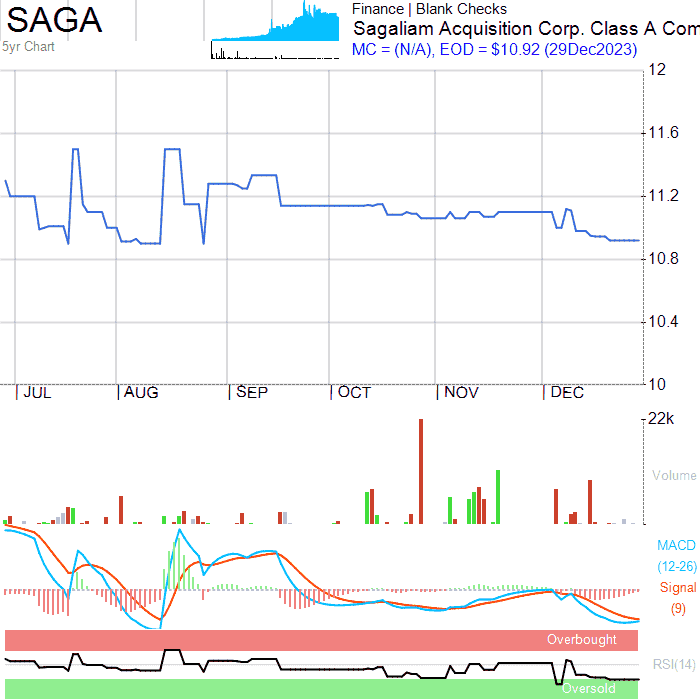 SAGA
5yr Chart
Finance | Blank Checks
Sagaliam Acquisition Corp. Class A Com
MC = (N/A), EOD = $10.92 (29Dec2023)
12
11.6
11.2
10.8
10.4
10
JUL AUG SEP OCT NOV DEC
22k
Volume
MACD
(12-26)
Signal
(9)
Overbought
RSI(14)
Oversold